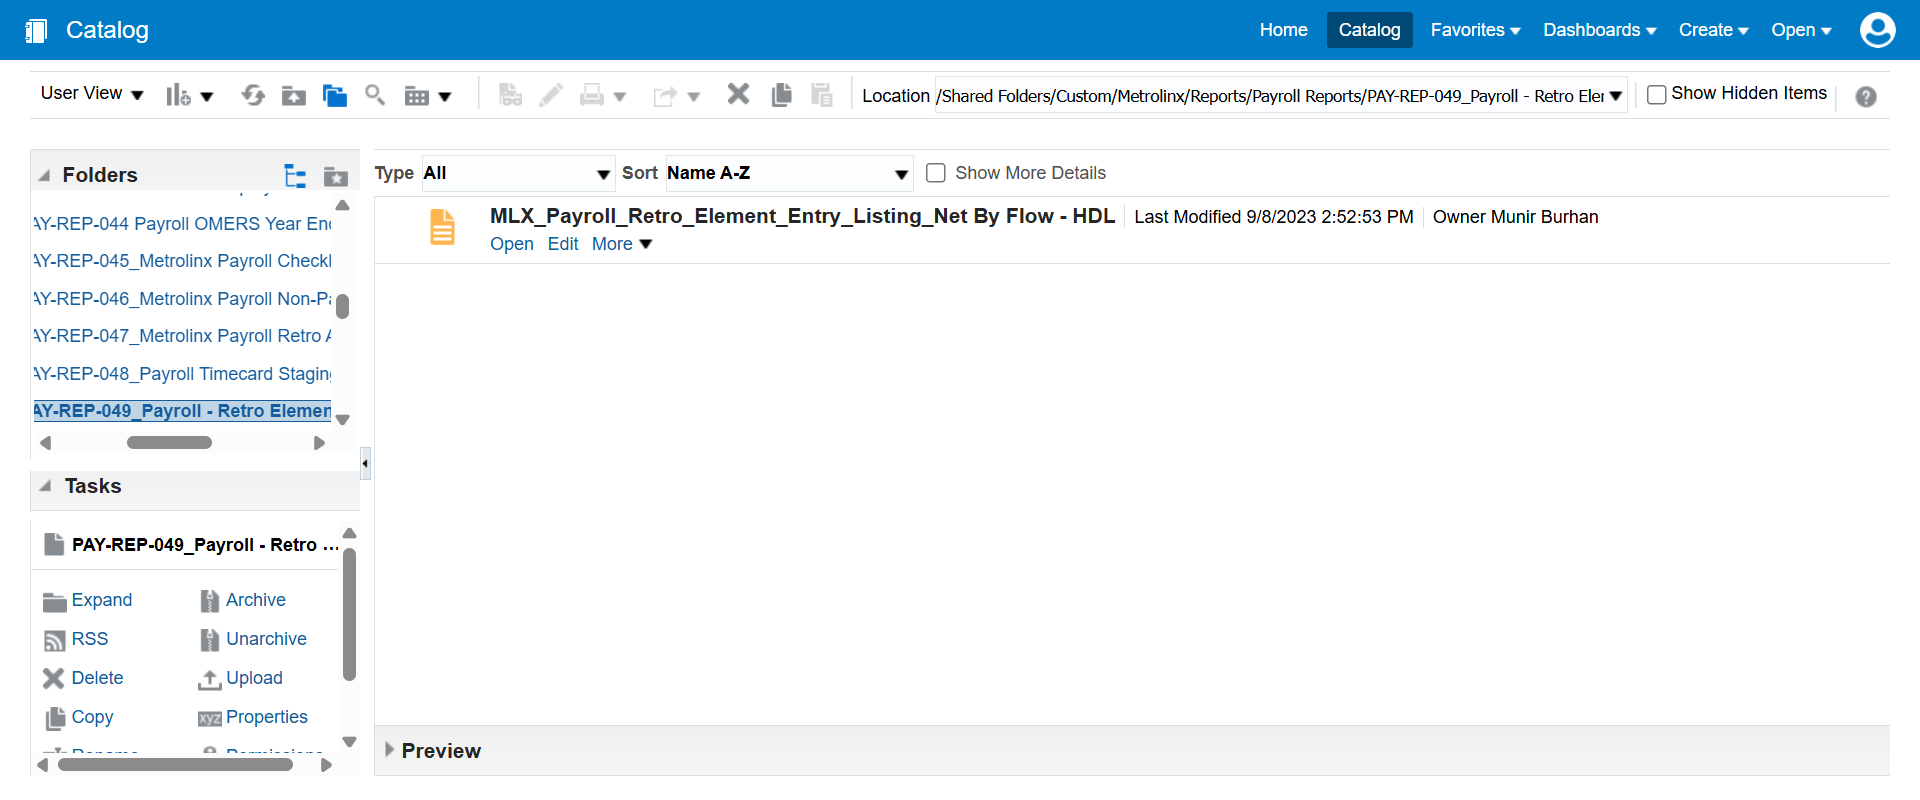 Catalog
Home Catalog Favorites Dashboards Create Open
User View
Location /Shared Folders/Custom/Metrolinx/Reports/Payroll Reports/PAY-REP-049_Payroll - Retro Eler
Show Hidden Items
Folders
AY-REP-044 Payroll OMERS Year En
AY-REP-045_Metrolinx Payroll Checkl
AY-REP-046_Metrolinx Payroll Non-Pa
AY-REP-047_Metrolinx Payroll Retro A
AY-REP-048_Payroll Timecard Staging
AY-REP-049_Payroll - Retro Elemen
Tasks
PAY-REP-049_Payroll - Retro ...
Expand Archive
RSS Unarchive
Delete Upload
Copy xyz Properties
Rename Permissions
Type All Sort Name A-Z Show More Details
MLX_Payroll_Retro_Element_Entry_Listing_Net By Flow - HDL Last Modified 9/8/2023 2:52:53 PM Owner Munir Burhan
Open Edit More
Preview